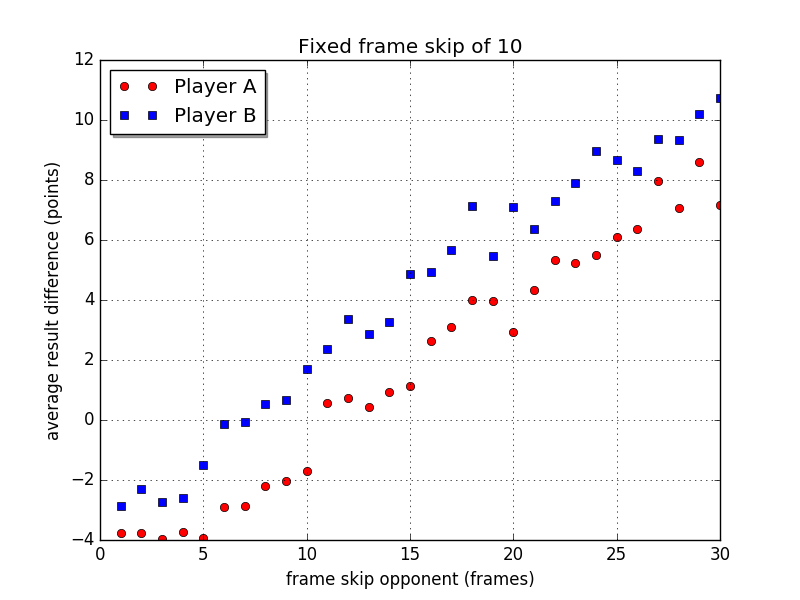 Fixed frame skip of 10
Player A
Player B
average result difference (points)
12
10
8
6
4
2
0
−2
−4
0 5 10 15 20 25 30
frame skip opponent (frames)